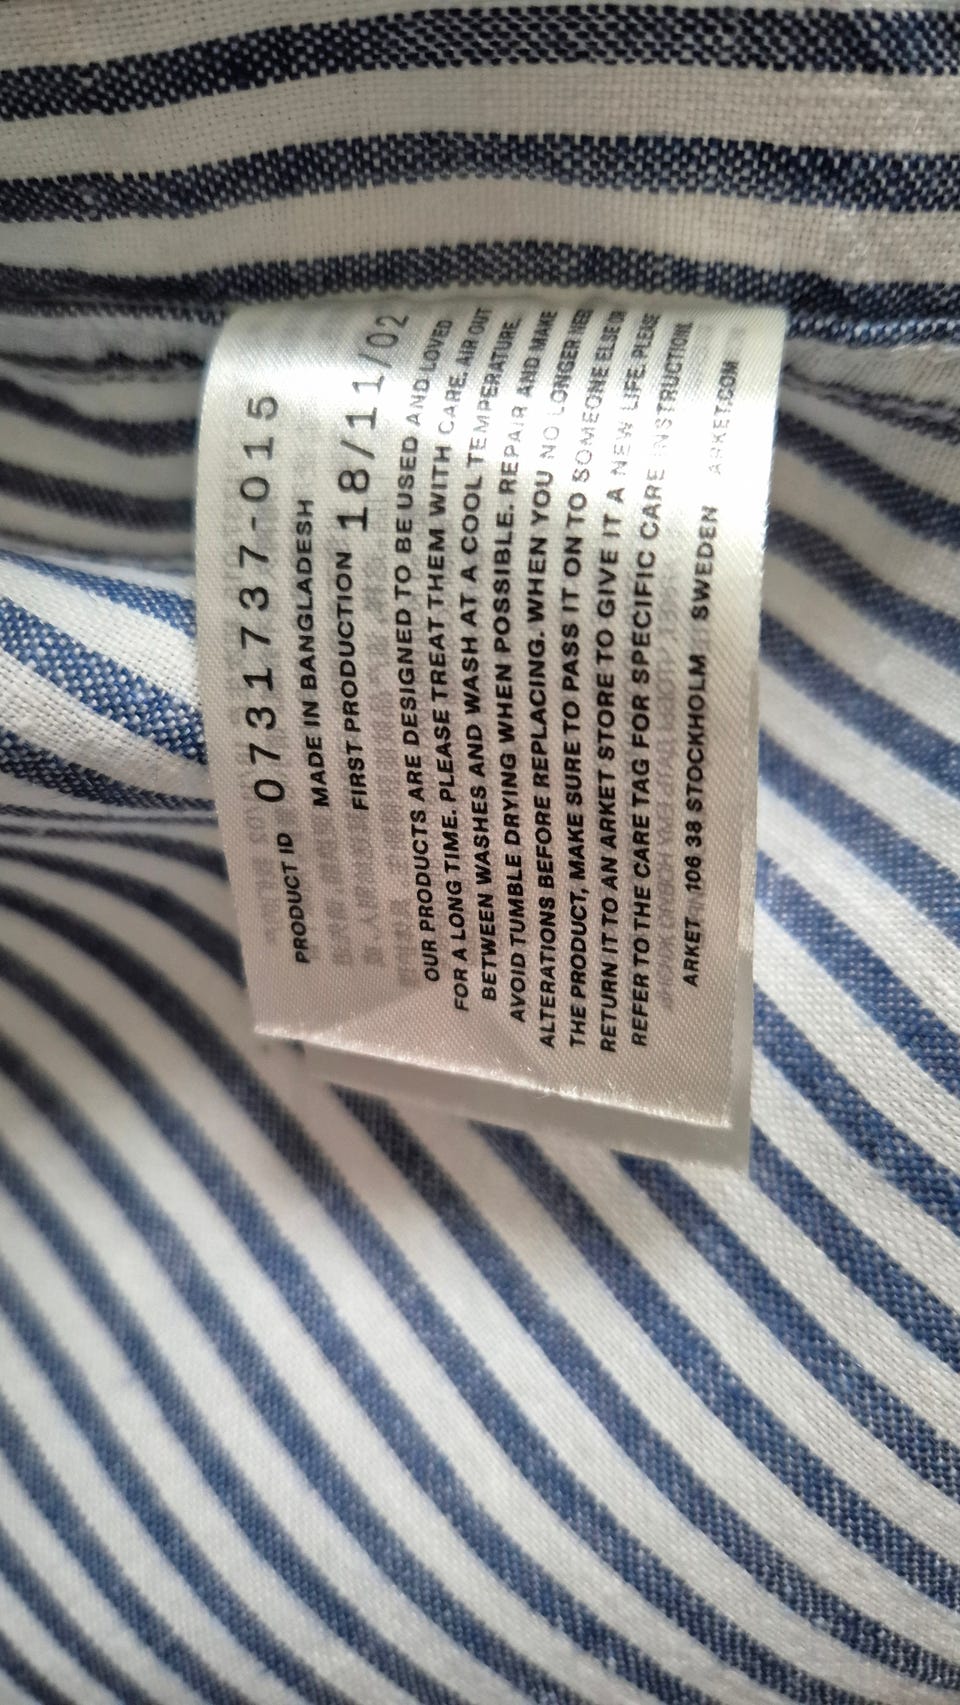 PRODUCT ID 0731737-015
MADE IN BANGLADESH
FIRST PRODUCTION 18/11/02
OUR PRODUCTS ARE DESIGNED TO BE USED AND LOVED
FOR A LONG TIME. PLEASE TREAT THEM WITH CARE. AIR OUT
BETWEEN WASHES AND WASH AT A COOL TEMPERATURE.
AVOID TUMBLE DRYING WHEN POSSIBLE. REPAIR AND MAKE
ALTERATIONS BEFORE REPLACING. WHEN YOU NO LONGER NEED
THE PRODUCT, MAKE SURE TO PASS IT ON TO SOMEONE ELSE OR
RETURN IT TO AN ARKET STORE TO GIVE IT A NEW LIFE. PLEASE
REFER TO THE CARE TAG FOR SPECIFIC CARE INSTRUCTIONS.
ARKET 106 38 STOCKHOLM SWEDEN ARKET.COM